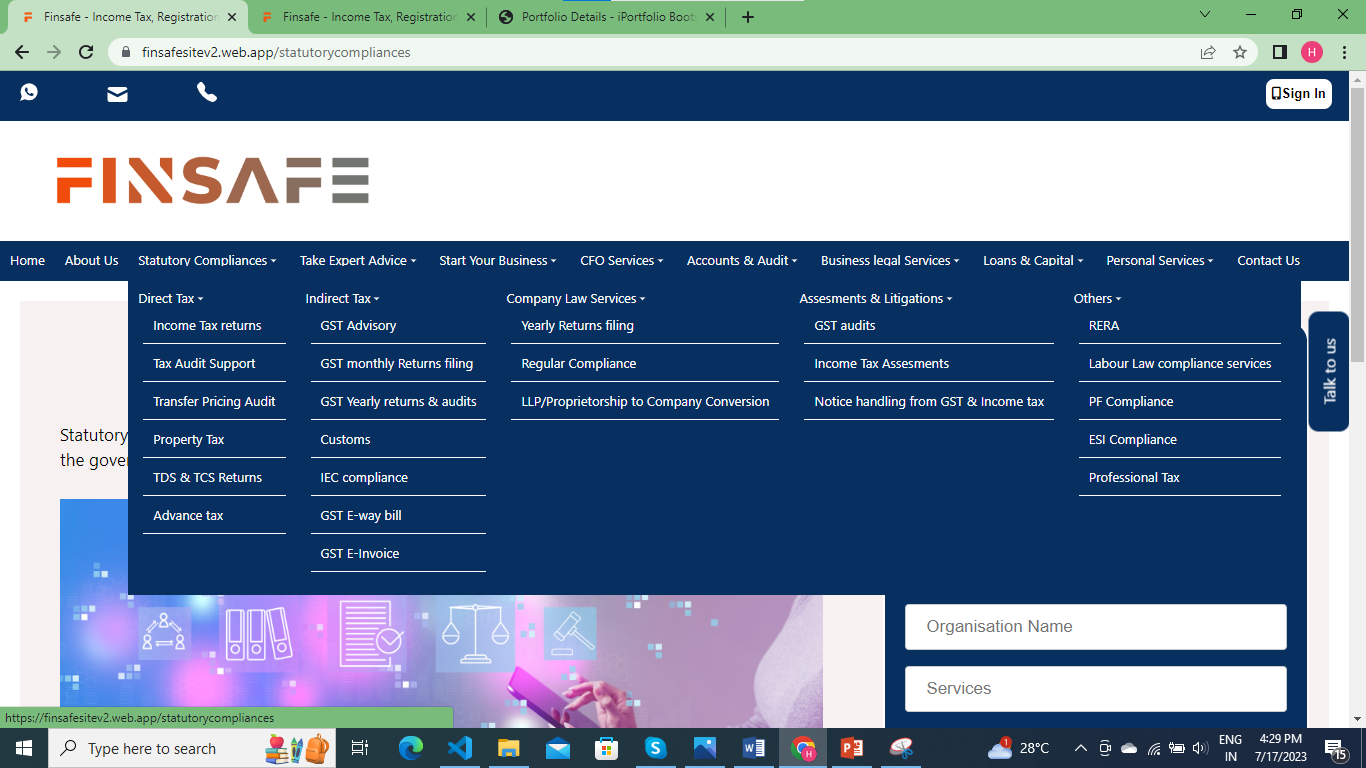 Finsafe - Income Tax, Registration
Finsafe - Income Tax, Registration
Portfolio Details - iPortfolio Boots
finsafesitev2.web.app/statutorycompliances
H
Sign In
FINSAFE
Home About Us Statutory Compliances Take Expert Advice Start Your Business CFO Services Accounts & Audit Business legal Services Loans & Capital Personal Services Contact Us
Direct Tax Indirect Tax Company Law Services Assesments & Litigations Others
Income Tax returns GST Advisory Yearly Returns filing GST audits RERA
Tax Audit Support GST monthly Returns filing Regular Compliance Income Tax Assesments Labour Law compliance services
Transfer Pricing Audit GST Yearly returns & audits LLP/Proprietorship to Company Conversion Notice handling from GST & Income tax PF Compliance
Property Tax Customs ESI Compliance
TDS & TCS Returns IEC compliance Professional Tax
Advance tax GST E-way bill
GST E-Invoice
Talk to us
Statutory
the gover
Organisation Name
Services
https://finsafesitev2.web.app/statutorycompliances
Type here to search
1
28°C
ENG
IN
4:29 PM
7/17/2023
15